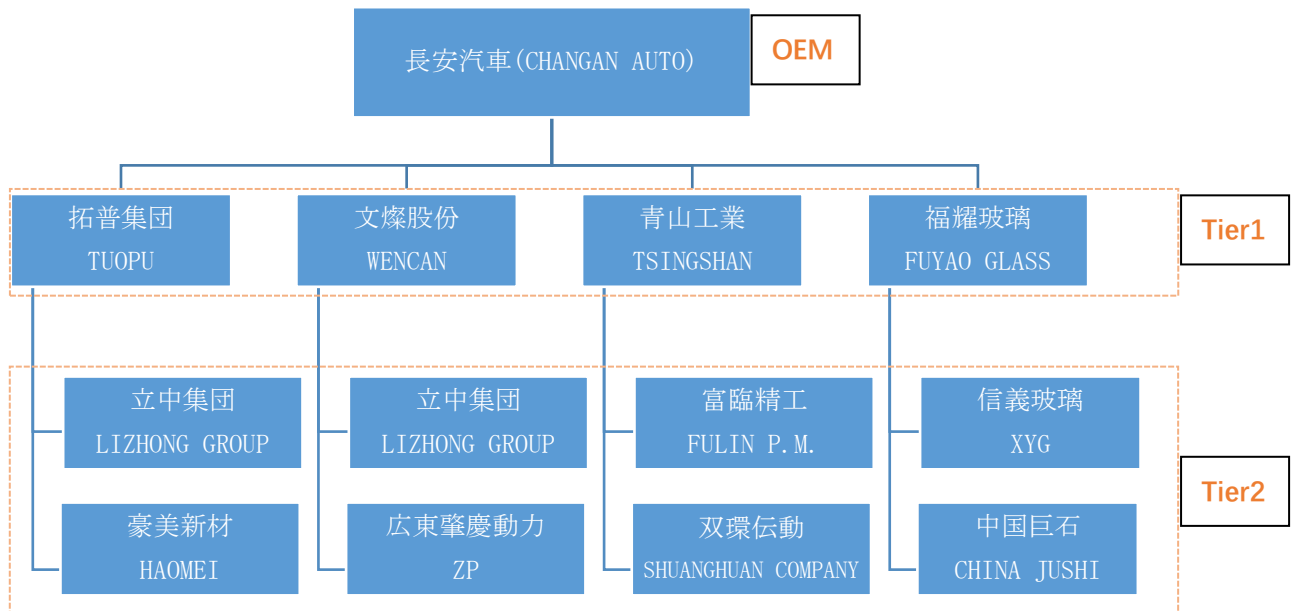 長安汽車(CHANGAN AUTO)
OEM
拓普集団
TUOPU
文燦股份
WENCAN
青山工業
TSINGSHAN
福耀玻璃
FUYAO GLASS
Tier1
立中集団
LIZHONG GROUP
立中集団
LIZHONG GROUP
富臨精工
FULIN P.M.
信義玻璃
XYG
Tier2
豪美新材
HAOMEI
広東肇慶動力
ZP
双環伝動
SHUANGHUAN COMPANY
中国巨石
CHINA JUSHI